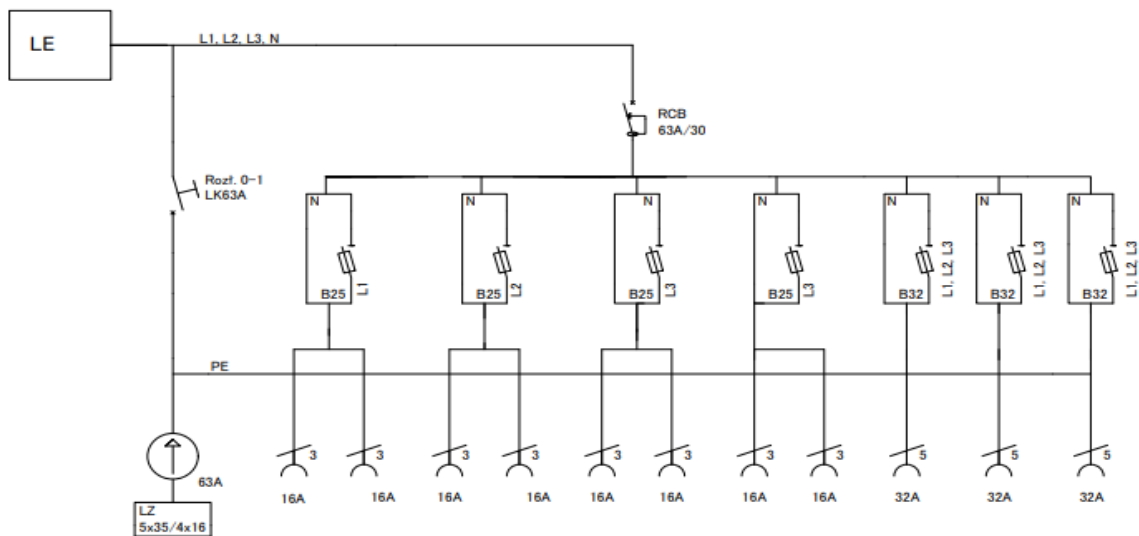 LE
L1, L2, L3, N
RCB
63A/30
Rozł. 0-1
LK63A
N
N
N
N
N
N
N
L1
L2
L3
L3
L1, L2, L3
L1, L2, L3
L1, L2, L3
B25
B25
B25
B25
B32
B32
B32
PE
3
3
3
3
3
3
3
3
5
5
5
63A
16A
16A
16A
16A
16A
16A
16A
16A
32A
32A
32A
LZ
5x35/4x16